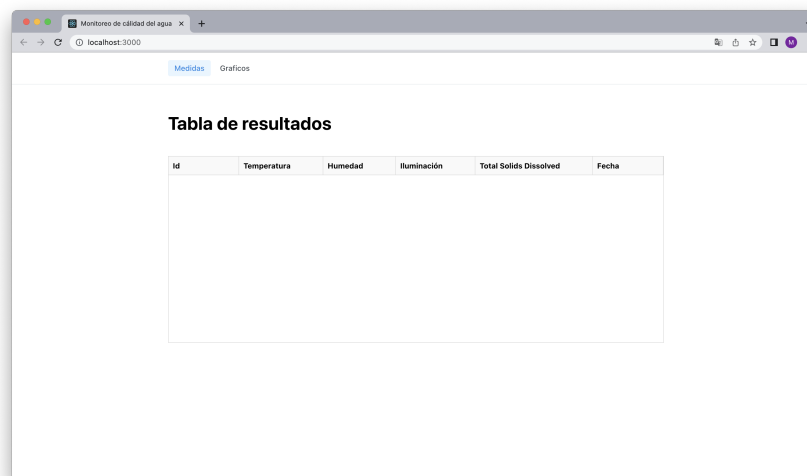 Monitoreo de cálidad del agua
localhost:3000
M
Medidas Graficos
Tabla de resultados
Id Temperatura Humedad Iluminación Total Solids Dissolved Fecha